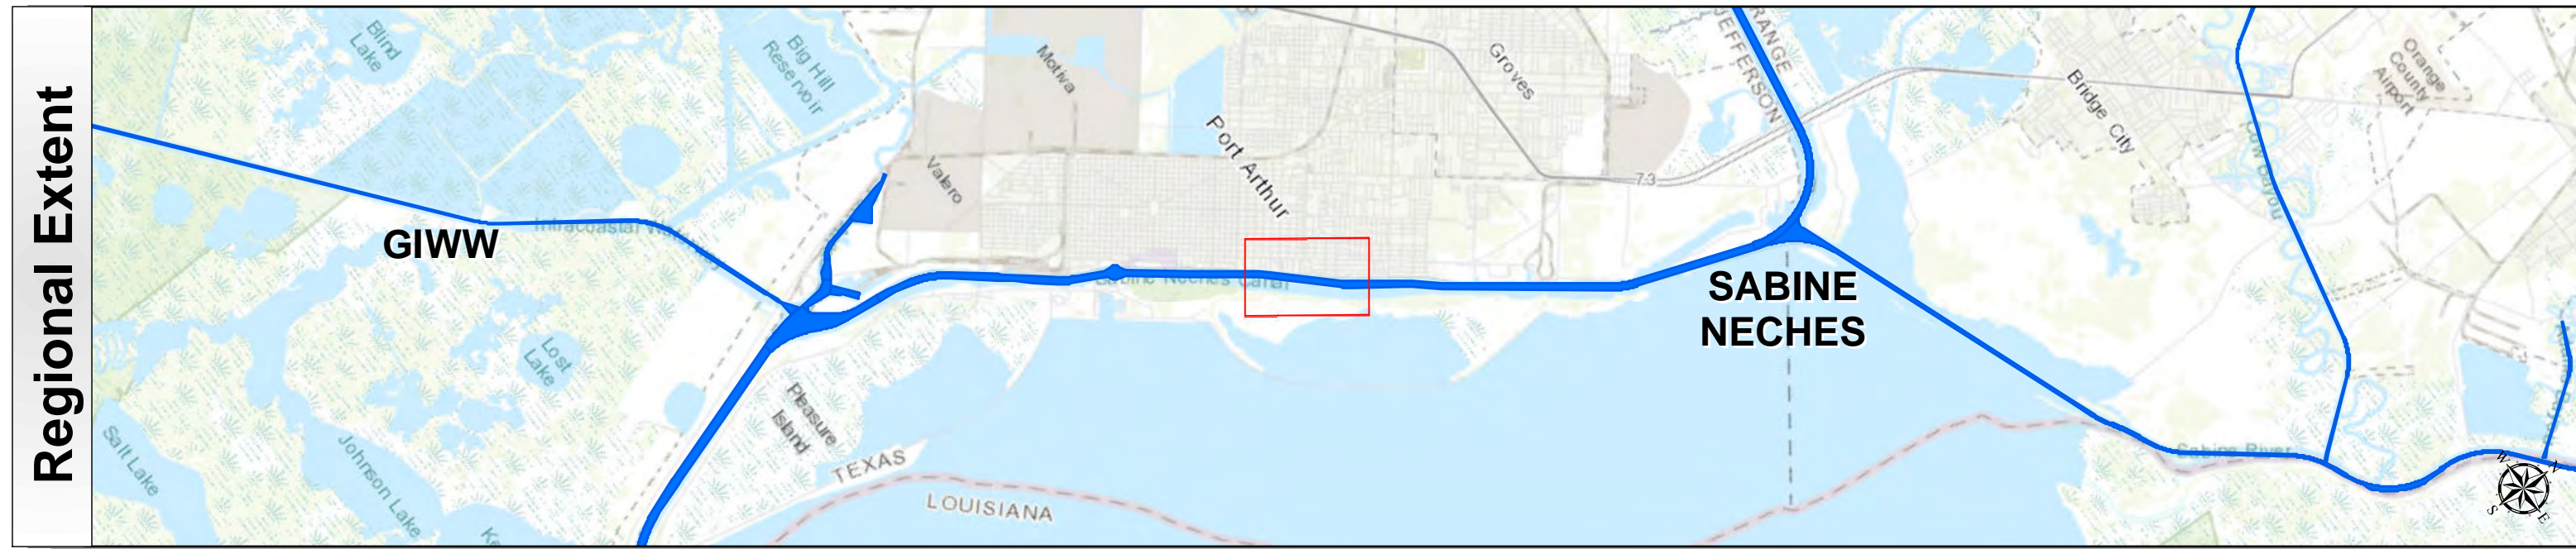 Regional Extent
Blind
Lake
Big Hill
Reservoir
Motiva
Groves
RANGE
JEFFERSON
Bridge City
Orange
County
Airport
Cow Bayou
Port Arthur
Valero
73
GIWW
Intracoastal
Sabine Neches Canal
SABINE
NECHES
Lost
Lake
Pleasure
Island
Salt Lake
Johnson Lake
TEXAS
LOUISIANA
Sabine River
W
N
S
E